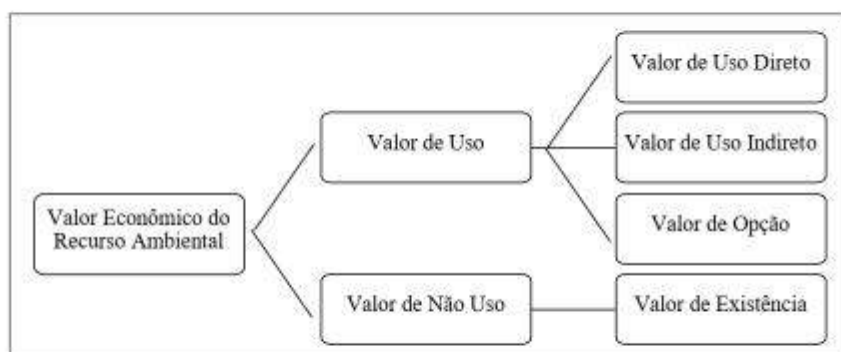 Valor Econômico do
Recurso Ambiental
Valor de Uso
Valor de Uso Direto
Valor de Uso Indireto
Valor de Opção
Valor de Não Uso
Valor de Existência